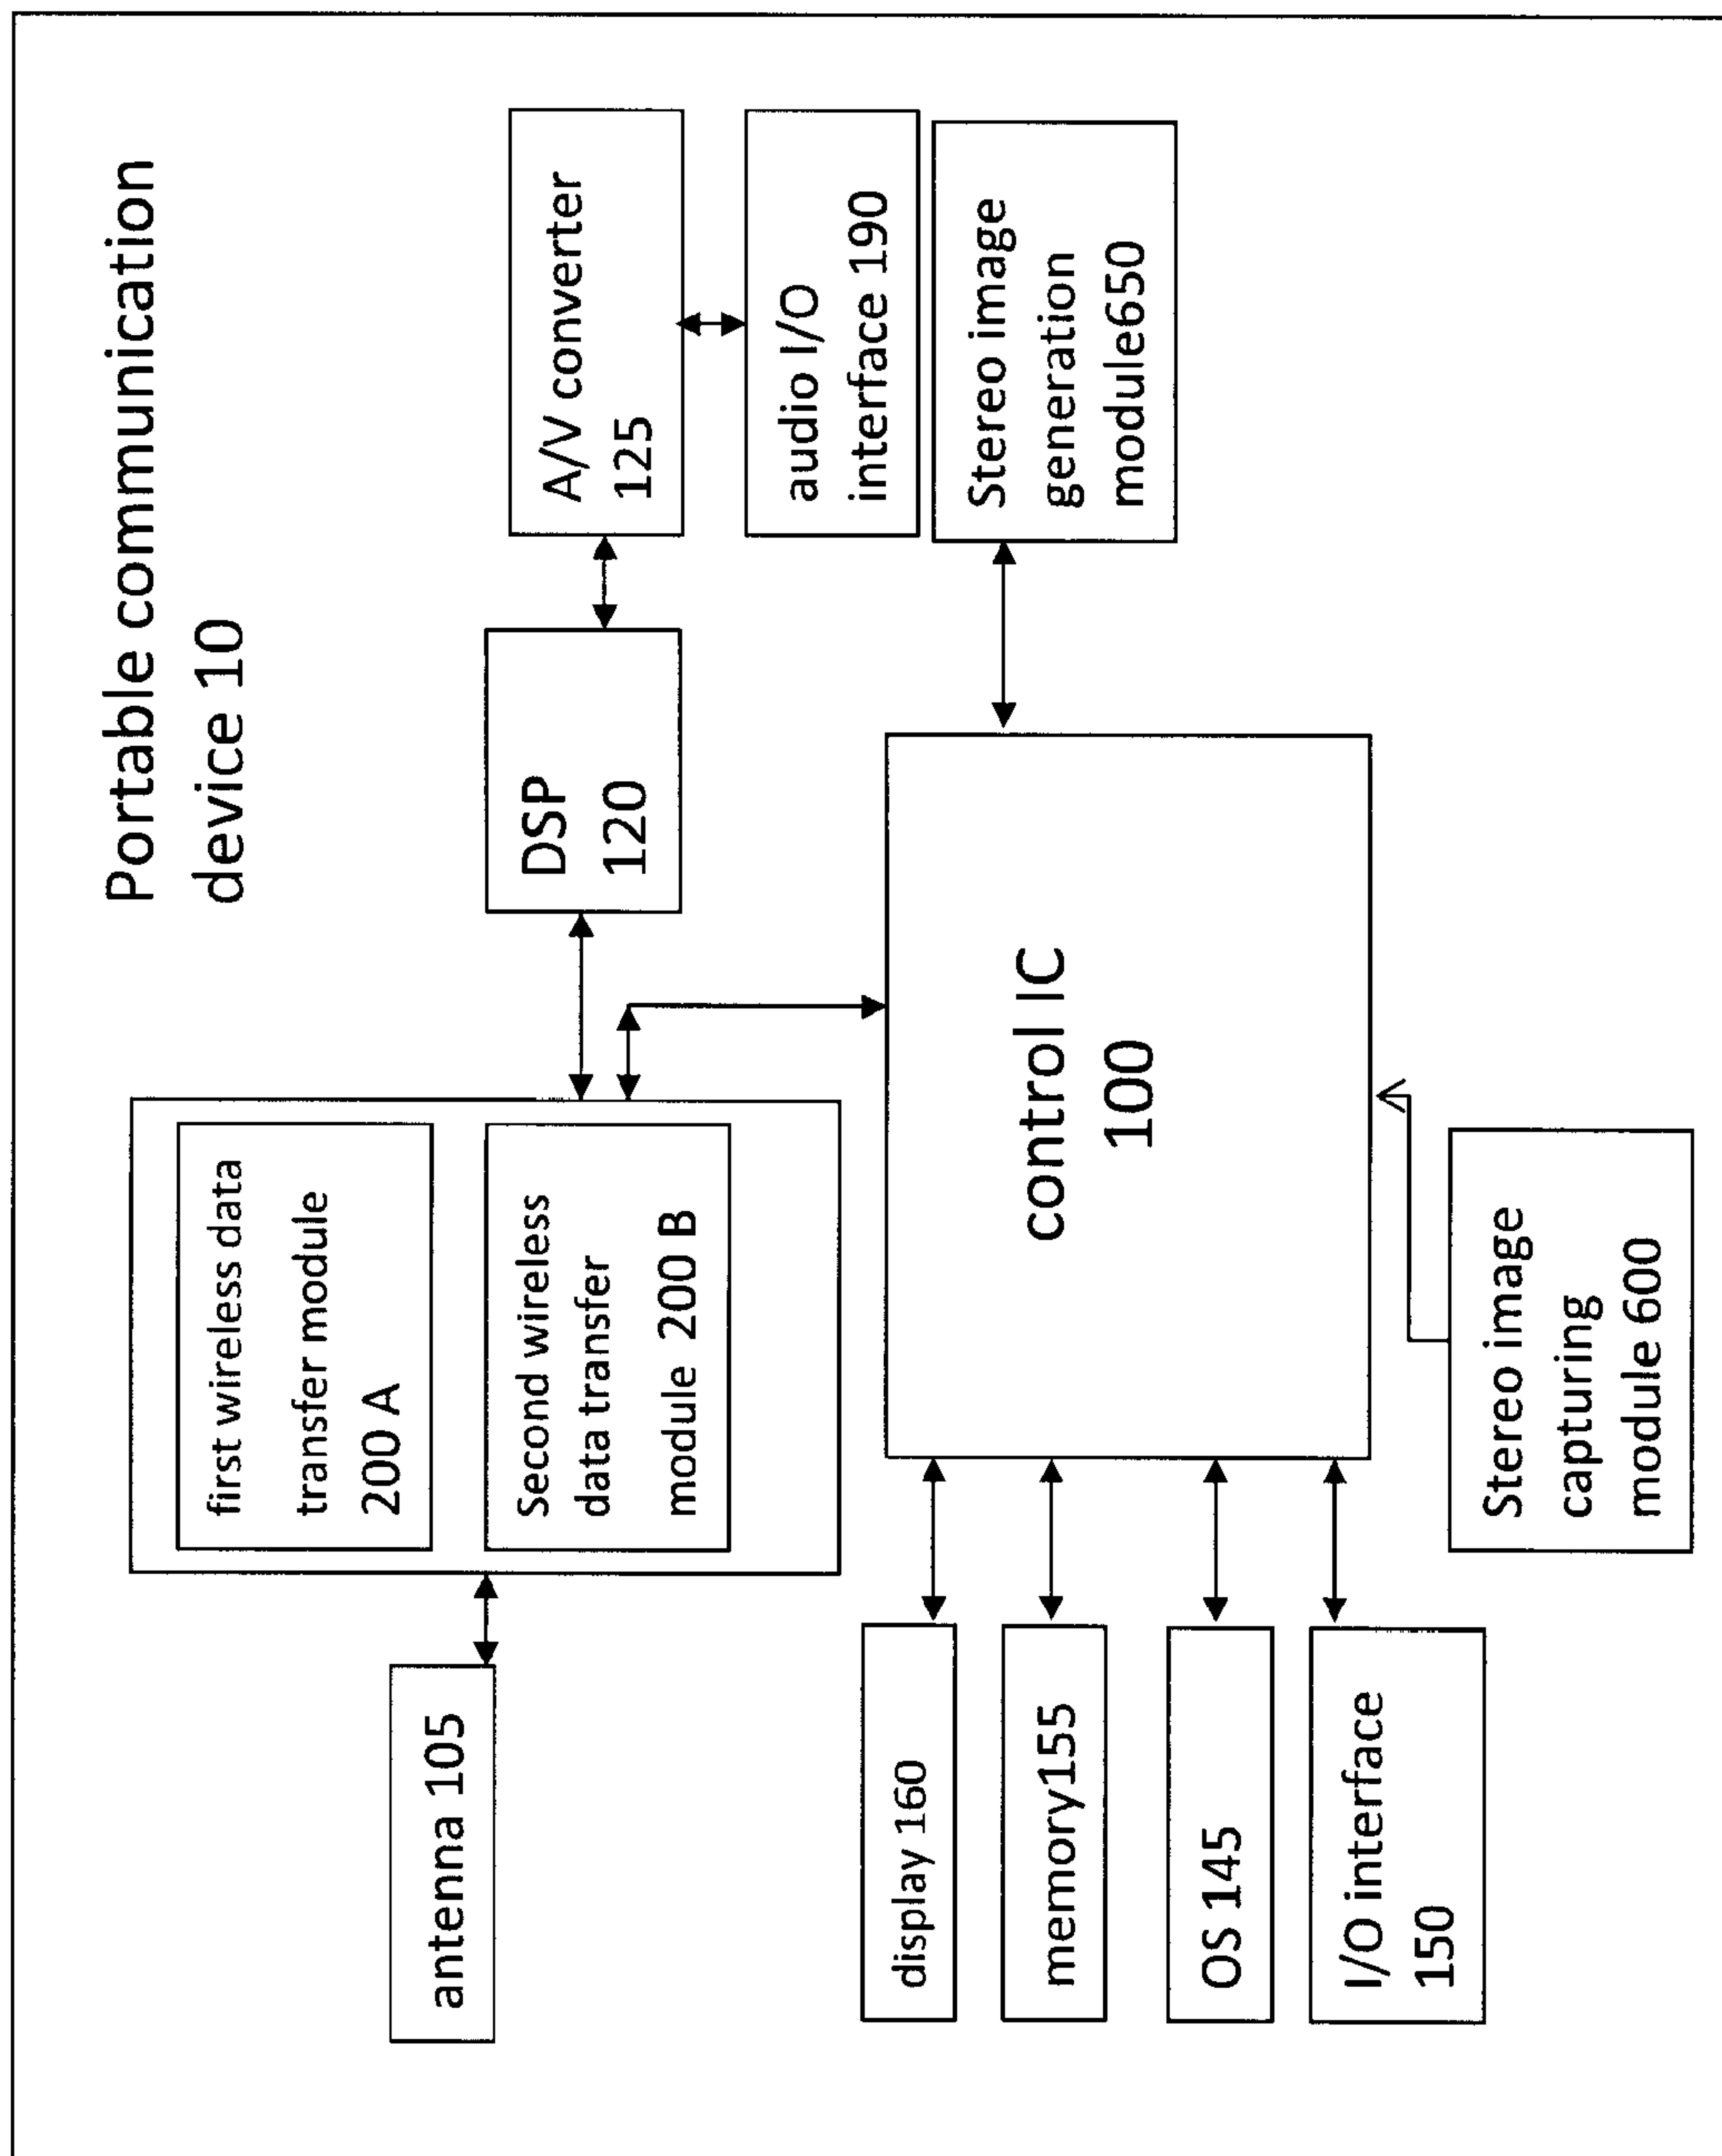 Portable communication
device 10
first wireless data
transfer module
200 A
Second wireless
data transfer
module 200 B
antenna 105
DSP
120
A/V converter
125
audio I/O
interface 190
Stereo image
generation
module650
control IC
100
display 160
memory155
OS 145
I/O interface
150
Stereo image
capturing
module 600